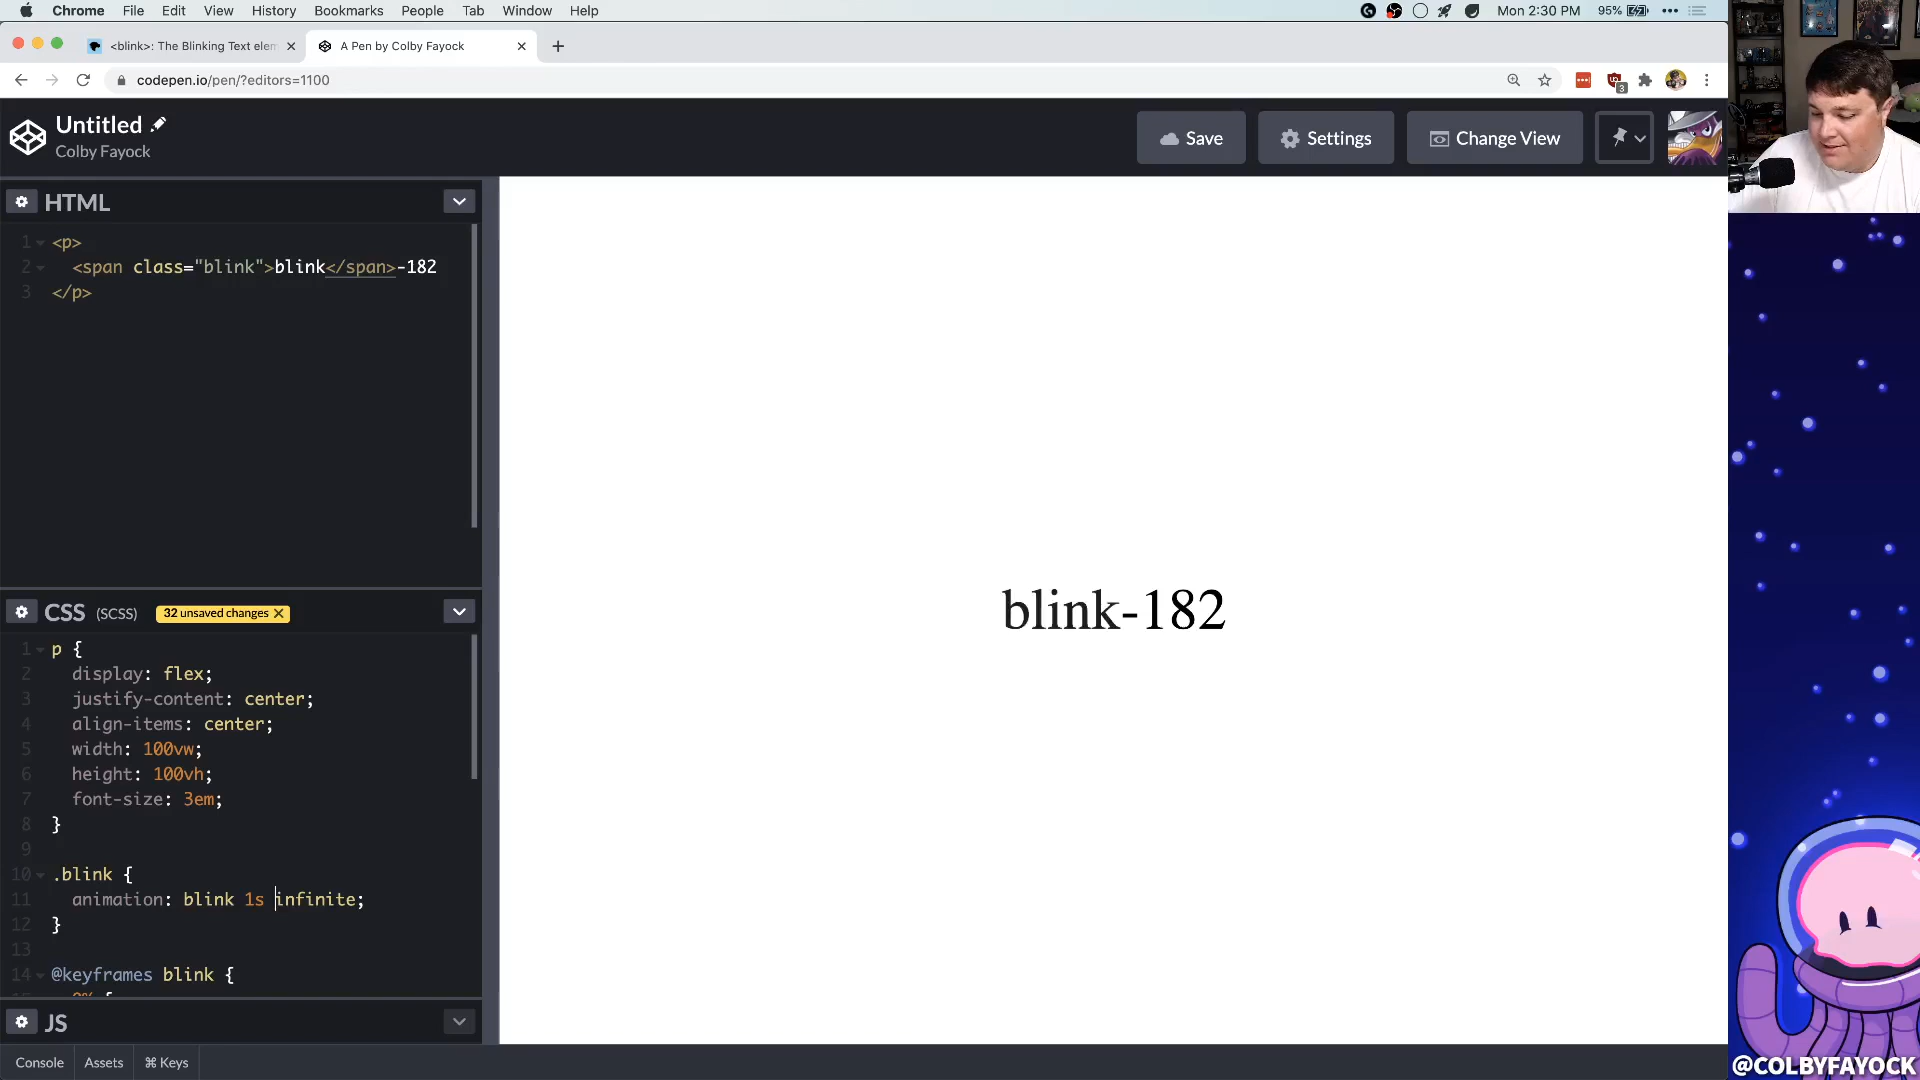 Chrome File Edit View History Bookmarks People Tab Window Help Mon 2:30 PM 95%
<blink>: The Blinking Text elem A Pen by Colby Fayock
codepen.io/pen/?editors=1100 3
Untitled
Colby Fayock
Save Settings Change View
HTML
1 <p>
2 <span class="blink">blink</span>-182
3 </p>
blink-182
CSS (SCSS) 32 unsaved changes
1 p {
2 display: flex;
3 justify-content: center;
4 align-items: center;
5 width: 100vw;
6 height: 100vh;
7 font-size: 3em;
8 }
9
10 .blink {
11 animation: blink 1s infinite;
12 }
13
14 @keyframes blink {
15 0% {
JS
Console Assets ⌘ Keys
@COLBYFAYOCK